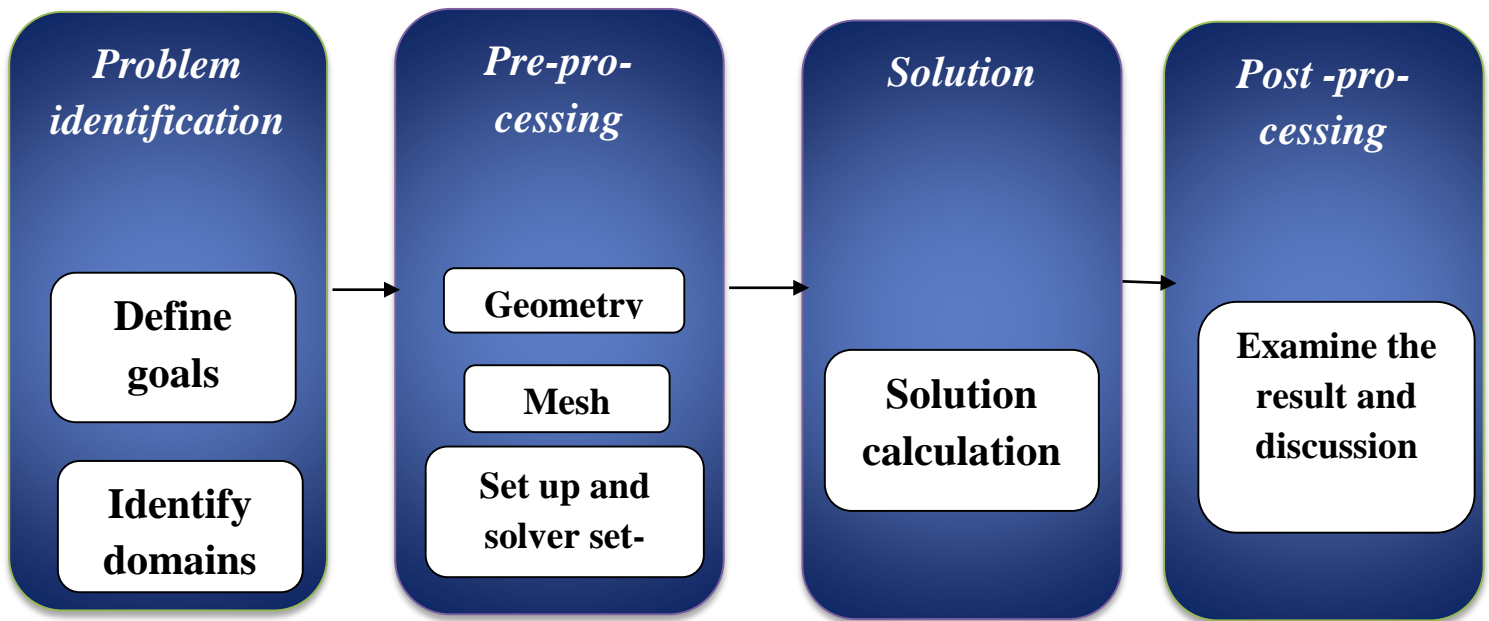 Problem
identification
Define
goals
Identify
domains
Pre-pro-
cessing
Geometry
Mesh
Set up and
solver set-
Solution
Solution
calculation
Post -pro-
cessing
Examine the
result and
discussion